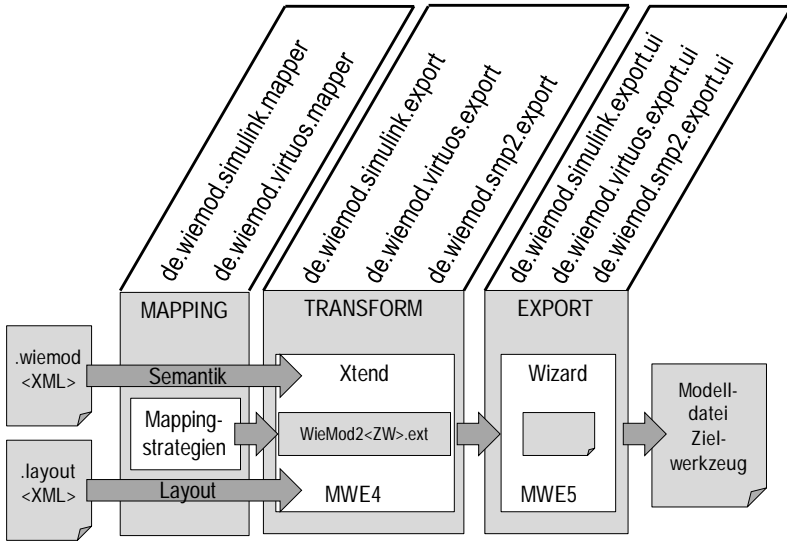 de.wiemod.simulink.mapper
de.wiemod.virtuos.mapper
de.wiemod.simulink.export
de.wiemod.virtuos.export
de.wiemod.smp2.export
de.wiemod.simulink.export.ui
de.wiemod.virtuos.export.ui
de.wiemod.smp2.export.ui
MAPPING
TRANSFORM
EXPORT
.wiemod
<XML>
Semantik
Xtend
Wizard
Mapping-
strategien
WieMod2<ZW>.ext
Modell-
datei
Ziel-
werkzeug
.layout
<XML>
Layout
MWE4
MWE5